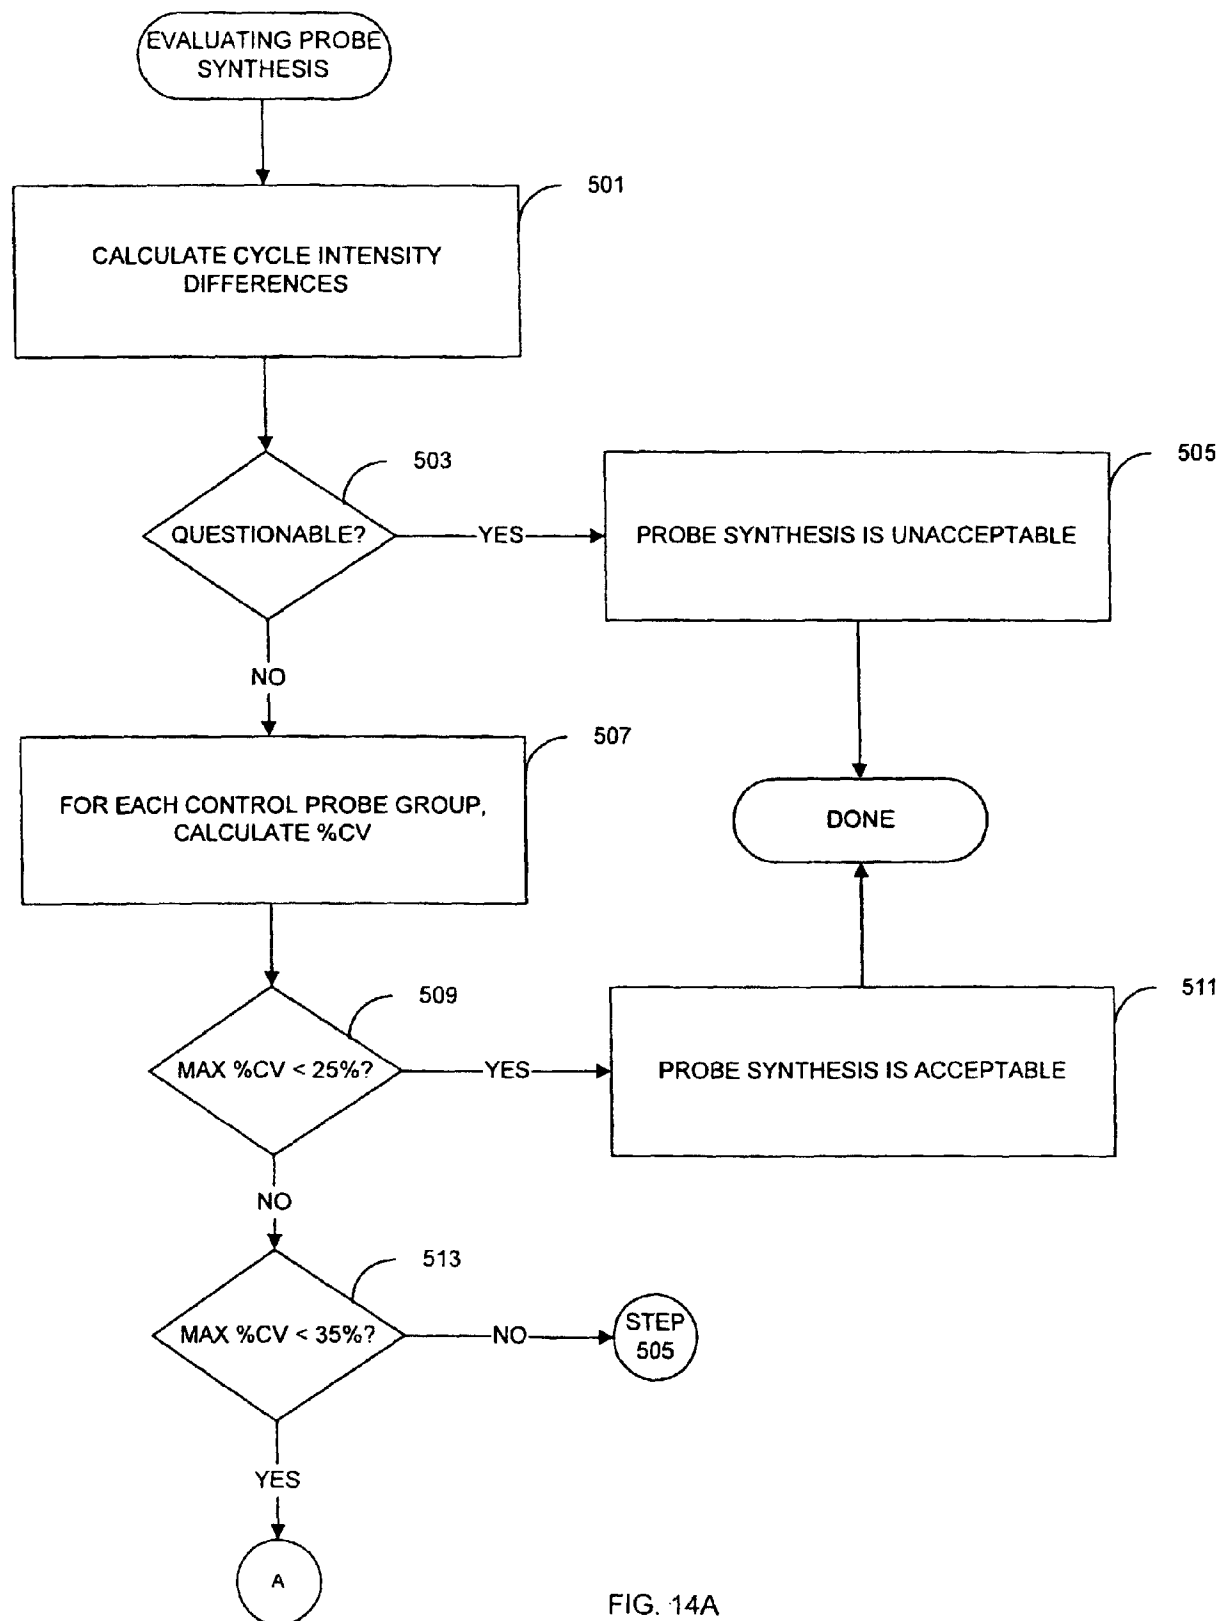 EVALUATING PROBE
SYNTHESIS
501
CALCULATE CYCLE INTENSITY
DIFFERENCES
503
QUESTIONABLE?
YES
505
PROBE SYNTHESIS IS UNACCEPTABLE
NO
507
FOR EACH CONTROL PROBE GROUP,
CALCULATE %CV
DONE
509
MAX %CV < 25%?
YES
511
PROBE SYNTHESIS IS ACCEPTABLE
NO
513
MAX %CV < 35%?
NO
STEP
505
YES
A
FIG. 14A